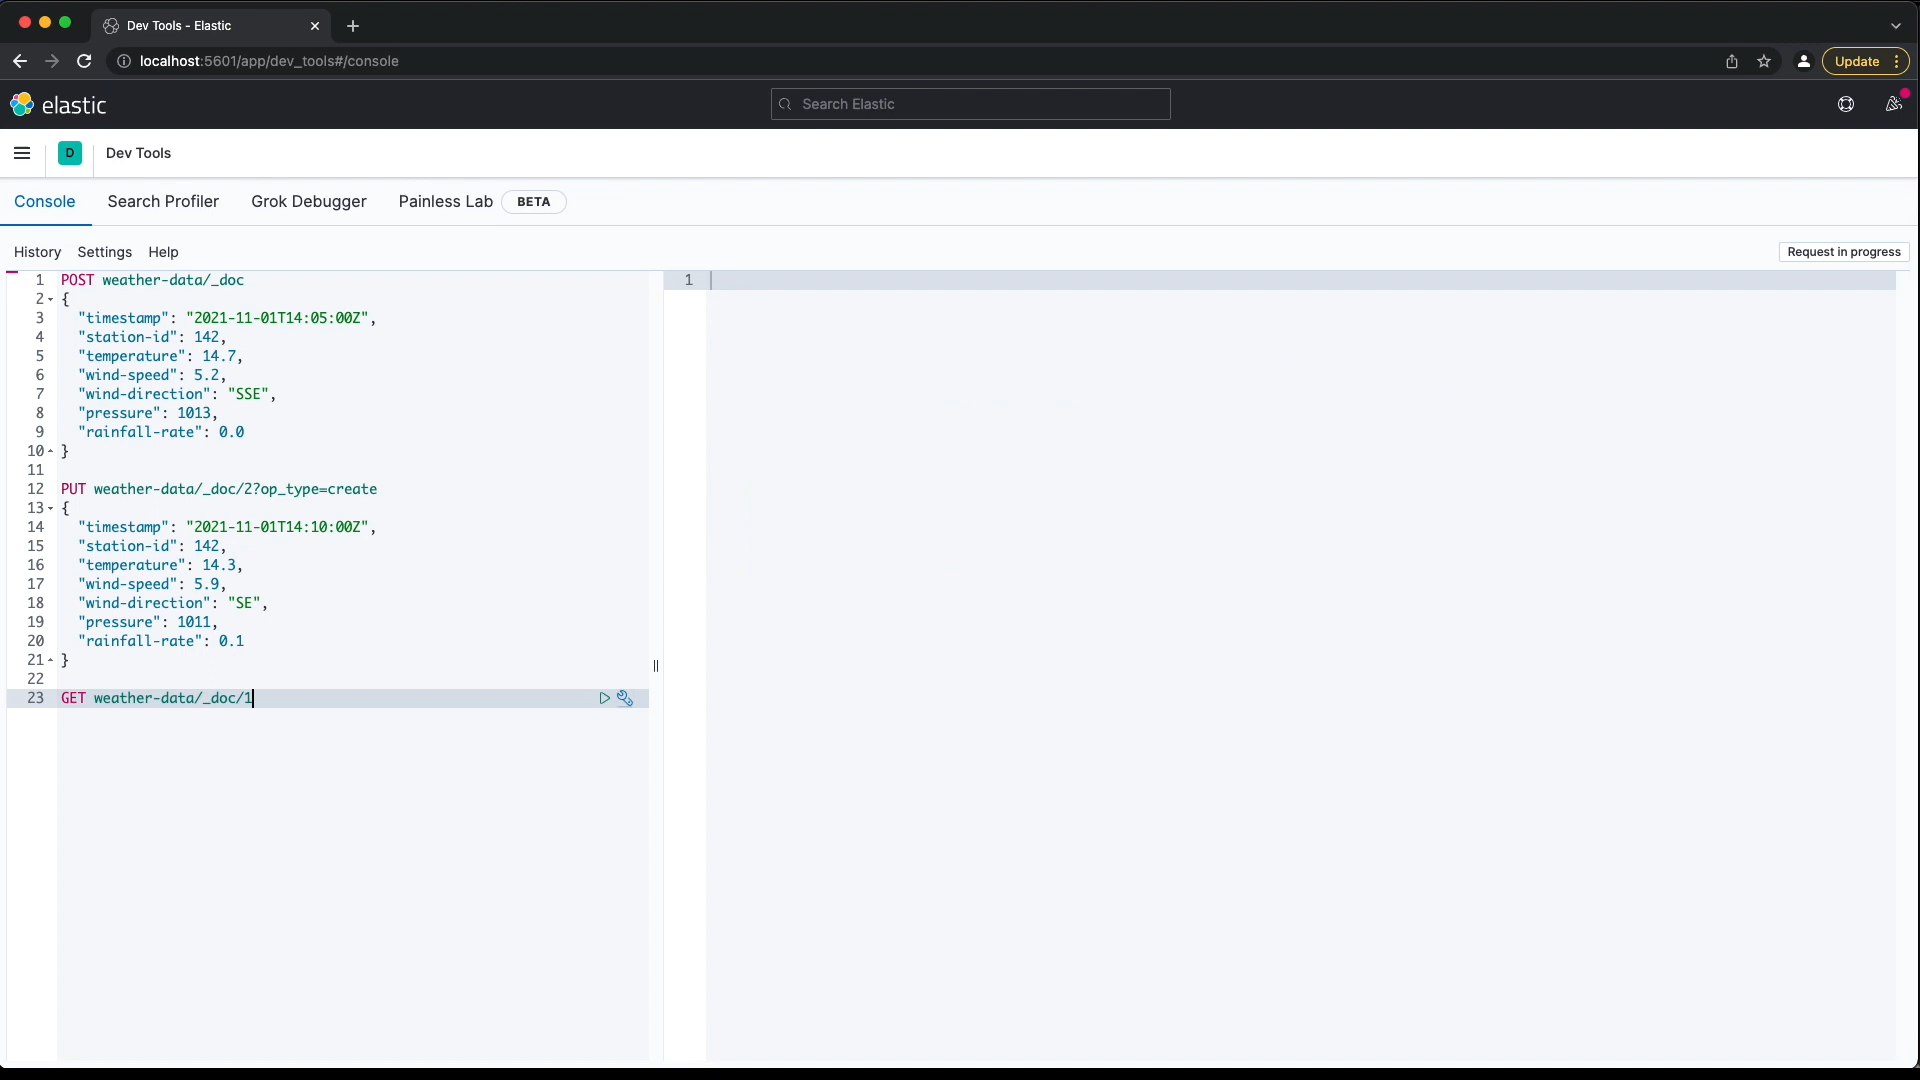 Dev Tools - Elastic
localhost:5601/app/dev_tools#/console
Update
elastic
Search Elastic
D
Dev Tools
Console Search Profiler Grok Debugger Painless Lab BETA
History Settings Help
Request in progress
1 POST weather-data/_doc
2 {
3 "timestamp": "2021-11-01T14:05:00Z",
4 "station-id": 142,
5 "temperature": 14.7,
6 "wind-speed": 5.2,
7 "wind-direction": "SSE",
8 "pressure": 1013,
9 "rainfall-rate": 0.0
10 }
11
12 PUT weather-data/_doc/2?op_type=create
13 {
14 "timestamp": "2021-11-01T14:10:00Z",
15 "station-id": 142,
16 "temperature": 14.3,
17 "wind-speed": 5.9,
18 "wind-direction": "SE",
19 "pressure": 1011,
20 "rainfall-rate": 0.1
21 }
22
23 GET weather-data/_doc/1
1